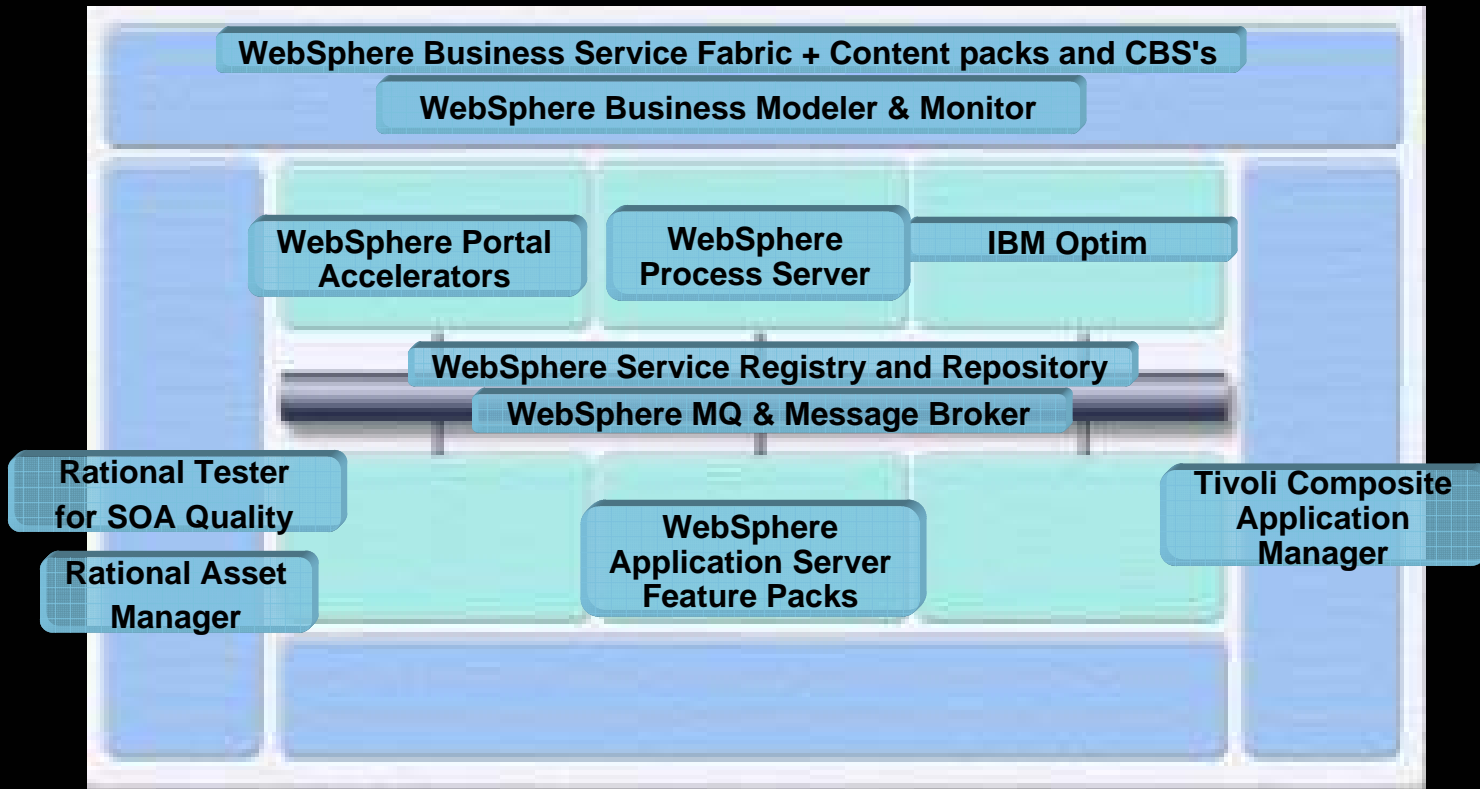 WebSphere Business Service Fabric + Content packs and CBS's
WebSphere Business Modeler & Monitor
WebSphere Portal
Accelerators
WebSphere
Process Server
IBM Optim
WebSphere Service Registry and Repository
WebSphere MQ & Message Broker
Rational Tester
for SOA Quality
Rational Asset
Manager
WebSphere
Application Server
Feature Packs
Tivoli Composite
Application
Manager